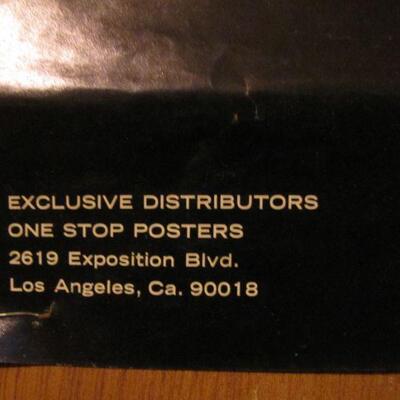 EXCLUSIVE DISTRIBUTORS
ONE STOP POSTERS
2619 Exposition Blvd.
Los Angeles, Ca. 90018